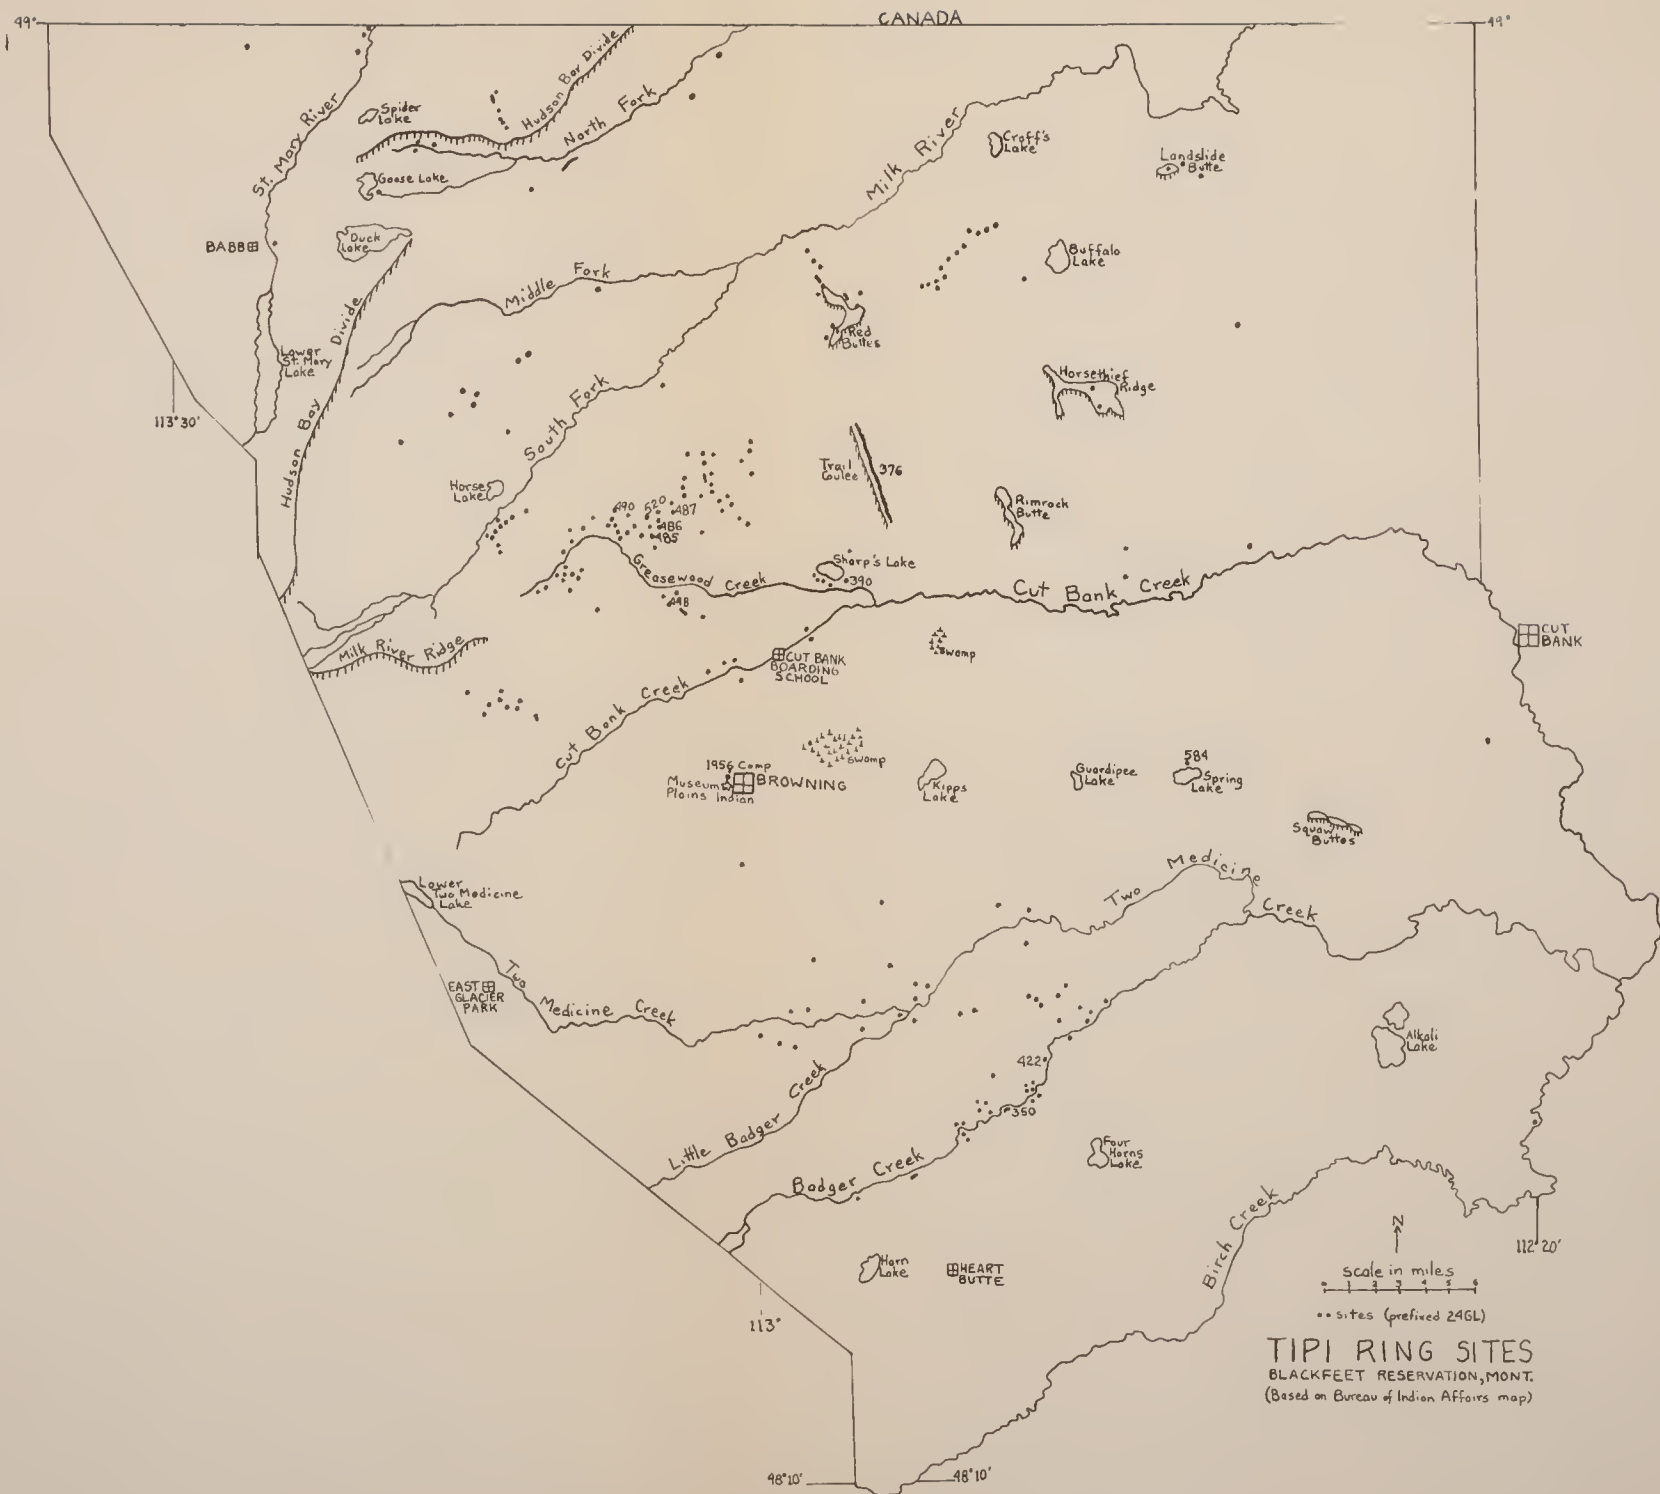 CANADA
49°
49°
Hudson Bay Divide
North Fork
Spider
Lake
St. Mary River
Goose Lake
Milk River
Croff's
Lake
Landslide
Butte
BABB
Duck
Lake
Buffalo
Lake
Middle Fork
Hudson Bay Divide
Lower
St. Mary
Lake
Red
Buttes
Horsethief
Ridge
113°30'
South Fork
Trail
Coulee
376
Horse
Lake
Rimrock
Butte
490
520
487
486
485
Greasewood Creek
Sharp's Lake
390
Cut Bank Creek
498
CUT
BANK
Milk River Ridge
Swamp
CUT BANK
BOARDING
SCHOOL
Cut Bank Creek
Swamp
1956 Camp
Museum
Plains Indian
BROWNING
Kipps
Lake
Guardipee
Lake
584
Spring
Lake
Squaw
Buttes
Lower
Two Medicine
Lake
Two Medicine Creek
EAST
GLACIER
PARK
Two Medicine Creek
Alkali
Lake
422
350
Little Badger Creek
Badger Creek
Four
Horns
Lake
Birch Creek
Horn
Lake
HEART
BUTTE
N
112°20'
Scale in miles
0 1 2 3 4 5 6
•• sites (prefixed 24GL)
113°
TIPI RING SITES
BLACKFEET RESERVATION, MONT.
(Based on Bureau of Indian Affairs map)
48°10'
48°10'